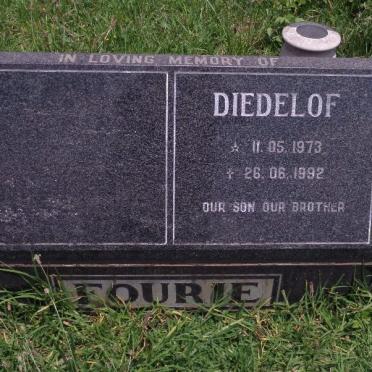 IN LOVING MEMORY OF
DIEDELOF
☆ 11.05.1973
✝ 26.06.1992
OUR SON OUR BROTHER
FOURIE